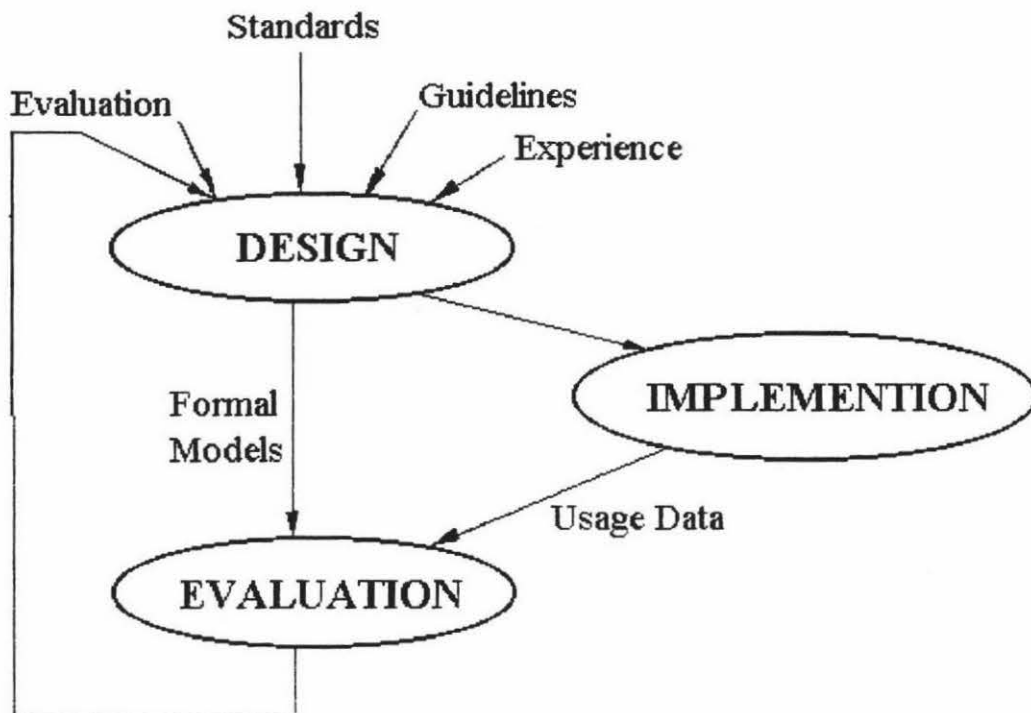 Standards
Evaluation
Guidelines
Experience
DESIGN
IMPLEMENTION
Formal
Models
Usage Data
EVALUATION